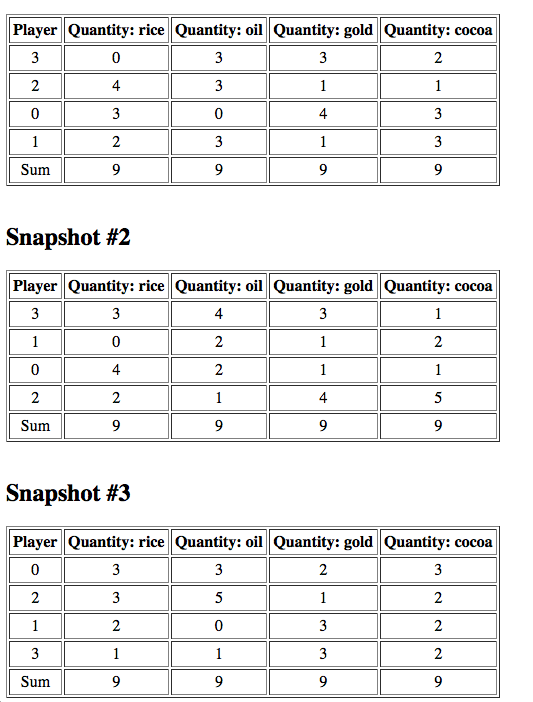 Player Quantity: rice Quantity: oil Quantity: gold Quantity: cocoa
3 0 3 3 2
2 4 3 1 1
0 3 0 4 3
1 2 3 1 3
Sum 9 9 9 9
Snapshot #2
Player Quantity: rice Quantity: oil Quantity: gold Quantity: cocoa
3 3 4 3 1
1 0 2 1 2
0 4 2 1 1
2 2 1 4 5
Sum 9 9 9 9
Snapshot #3
Player Quantity: rice Quantity: oil Quantity: gold Quantity: cocoa
0 3 3 2 3
2 3 5 1 2
1 2 0 3 2
3 1 1 3 2
Sum 9 9 9 9